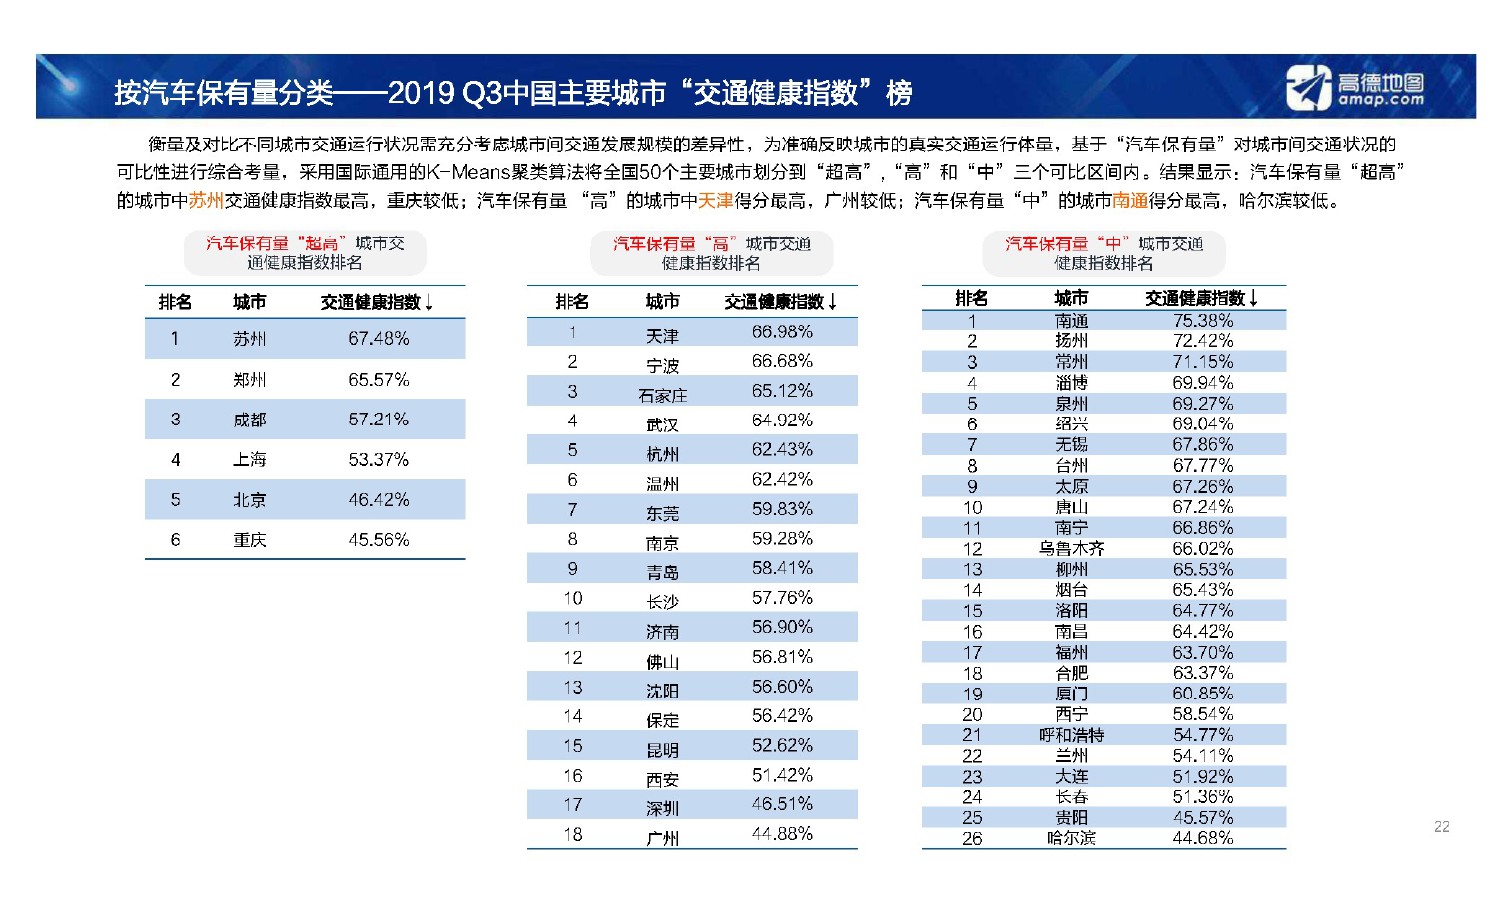 按汽车保有量分类——2019 Q3中国主要城市“交通健康指数”榜
高德地图
amap.com
衡量及对比不同城市交通运行状况需充分考虑城市间交通发展规模的差异性，为准确反映城市的真实交通运行体量，基于“汽车保有量”对城市间交通状况的
可比性进行综合考量，采用国际通用的K-Means聚类算法将全国50个主要城市划分到“超高”,“高”和“中”三个可比区间内。结果显示：汽车保有量“超高”
的城市中苏州交通健康指数最高，重庆较低；汽车保有量 “高”的城市中天津得分最高，广州较低；汽车保有量“中”的城市南通得分最高，哈尔滨较低。
汽车保有量“超高”城市交
通健康指数排名
排名 城市 交通健康指数↓
1 苏州 67.48%
2 郑州 65.57%
3 成都 57.21%
4 上海 53.37%
5 北京 46.42%
6 重庆 45.56%
汽车保有量“高”城市交通
健康指数排名
排名 城市 交通健康指数↓
1 天津 66.98%
2 宁波 66.68%
3 石家庄 65.12%
4 武汉 64.92%
5 杭州 62.43%
6 温州 62.42%
7 东莞 59.83%
8 南京 59.28%
9 青岛 58.41%
10 长沙 57.76%
11 济南 56.90%
12 佛山 56.81%
13 沈阳 56.60%
14 保定 56.42%
15 昆明 52.62%
16 西安 51.42%
17 深圳 46.51%
18 广州 44.88%
汽车保有量“中”城市交通
健康指数排名
排名 城市 交通健康指数↓
1 南通 75.38%
2 扬州 72.42%
3 常州 71.15%
4 淄博 69.94%
5 泉州 69.27%
6 绍兴 69.04%
7 无锡 67.86%
8 台州 67.77%
9 太原 67.26%
10 唐山 67.24%
11 南宁 66.86%
12 乌鲁木齐 66.02%
13 柳州 65.53%
14 烟台 65.43%
15 洛阳 64.77%
16 南昌 64.42%
17 福州 63.70%
18 合肥 63.37%
19 厦门 60.85%
20 西宁 58.54%
21 呼和浩特 54.77%
22 兰州 54.11%
23 大连 51.92%
24 长春 51.36%
25 贵阳 45.57%
26 哈尔滨 44.68%
22